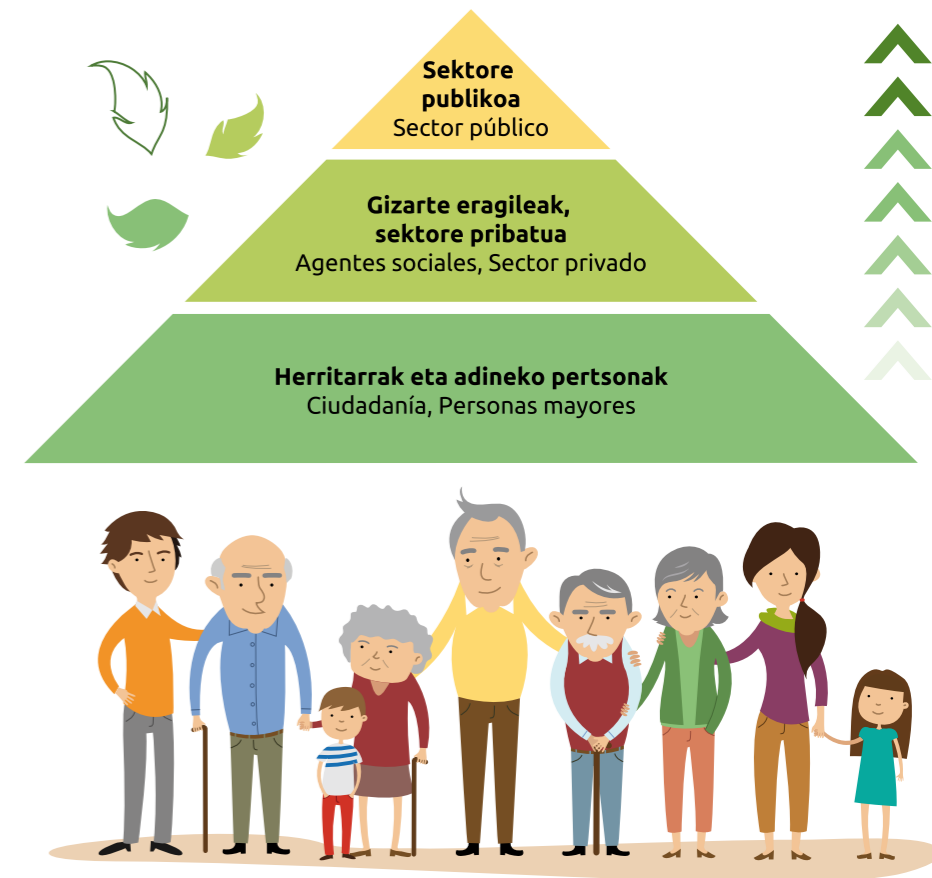 Sektore
publikoa
Sector público
Gizarte eragileak,
sektore pribatua
Agentes sociales, Sector privado
Herritarrak eta adineko pertsonak
Ciudadanía, Personas mayores